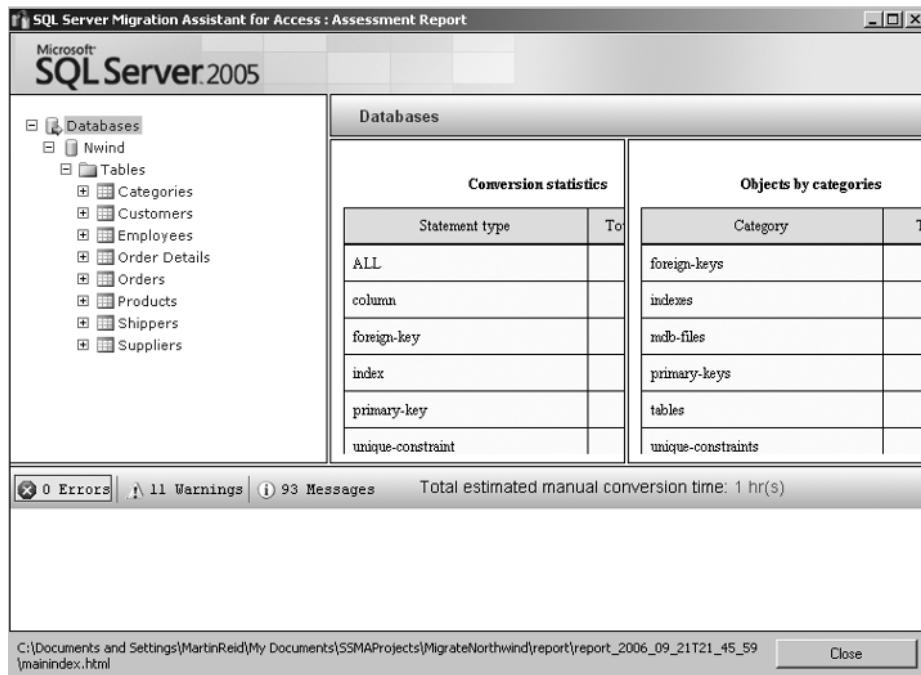 SQL Server Migration Assistant for Access : Assessment Report
Microsoft
SQL Server 2005
Databases
Nwind
Tables
Categories
Customers
Employees
Order Details
Orders
Products
Shippers
Suppliers
Databases
Conversion statistics
Statement type
To
ALL
column
foreign-key
index
primary-key
unique-constraint
Objects by categories
Category
T
foreign-keys
indexes
mdb-files
primary-keys
tables
unique-constraints
0 Errors
11 Warnings
93 Messages
Total estimated manual conversion time: 1 hr(s)
C:\Documents and Settings\MartinReid\My Documents\SSMAProjects\MigrateNorthwind\report\report_2006_09_21T21_45_59
\mainindex.html
Close